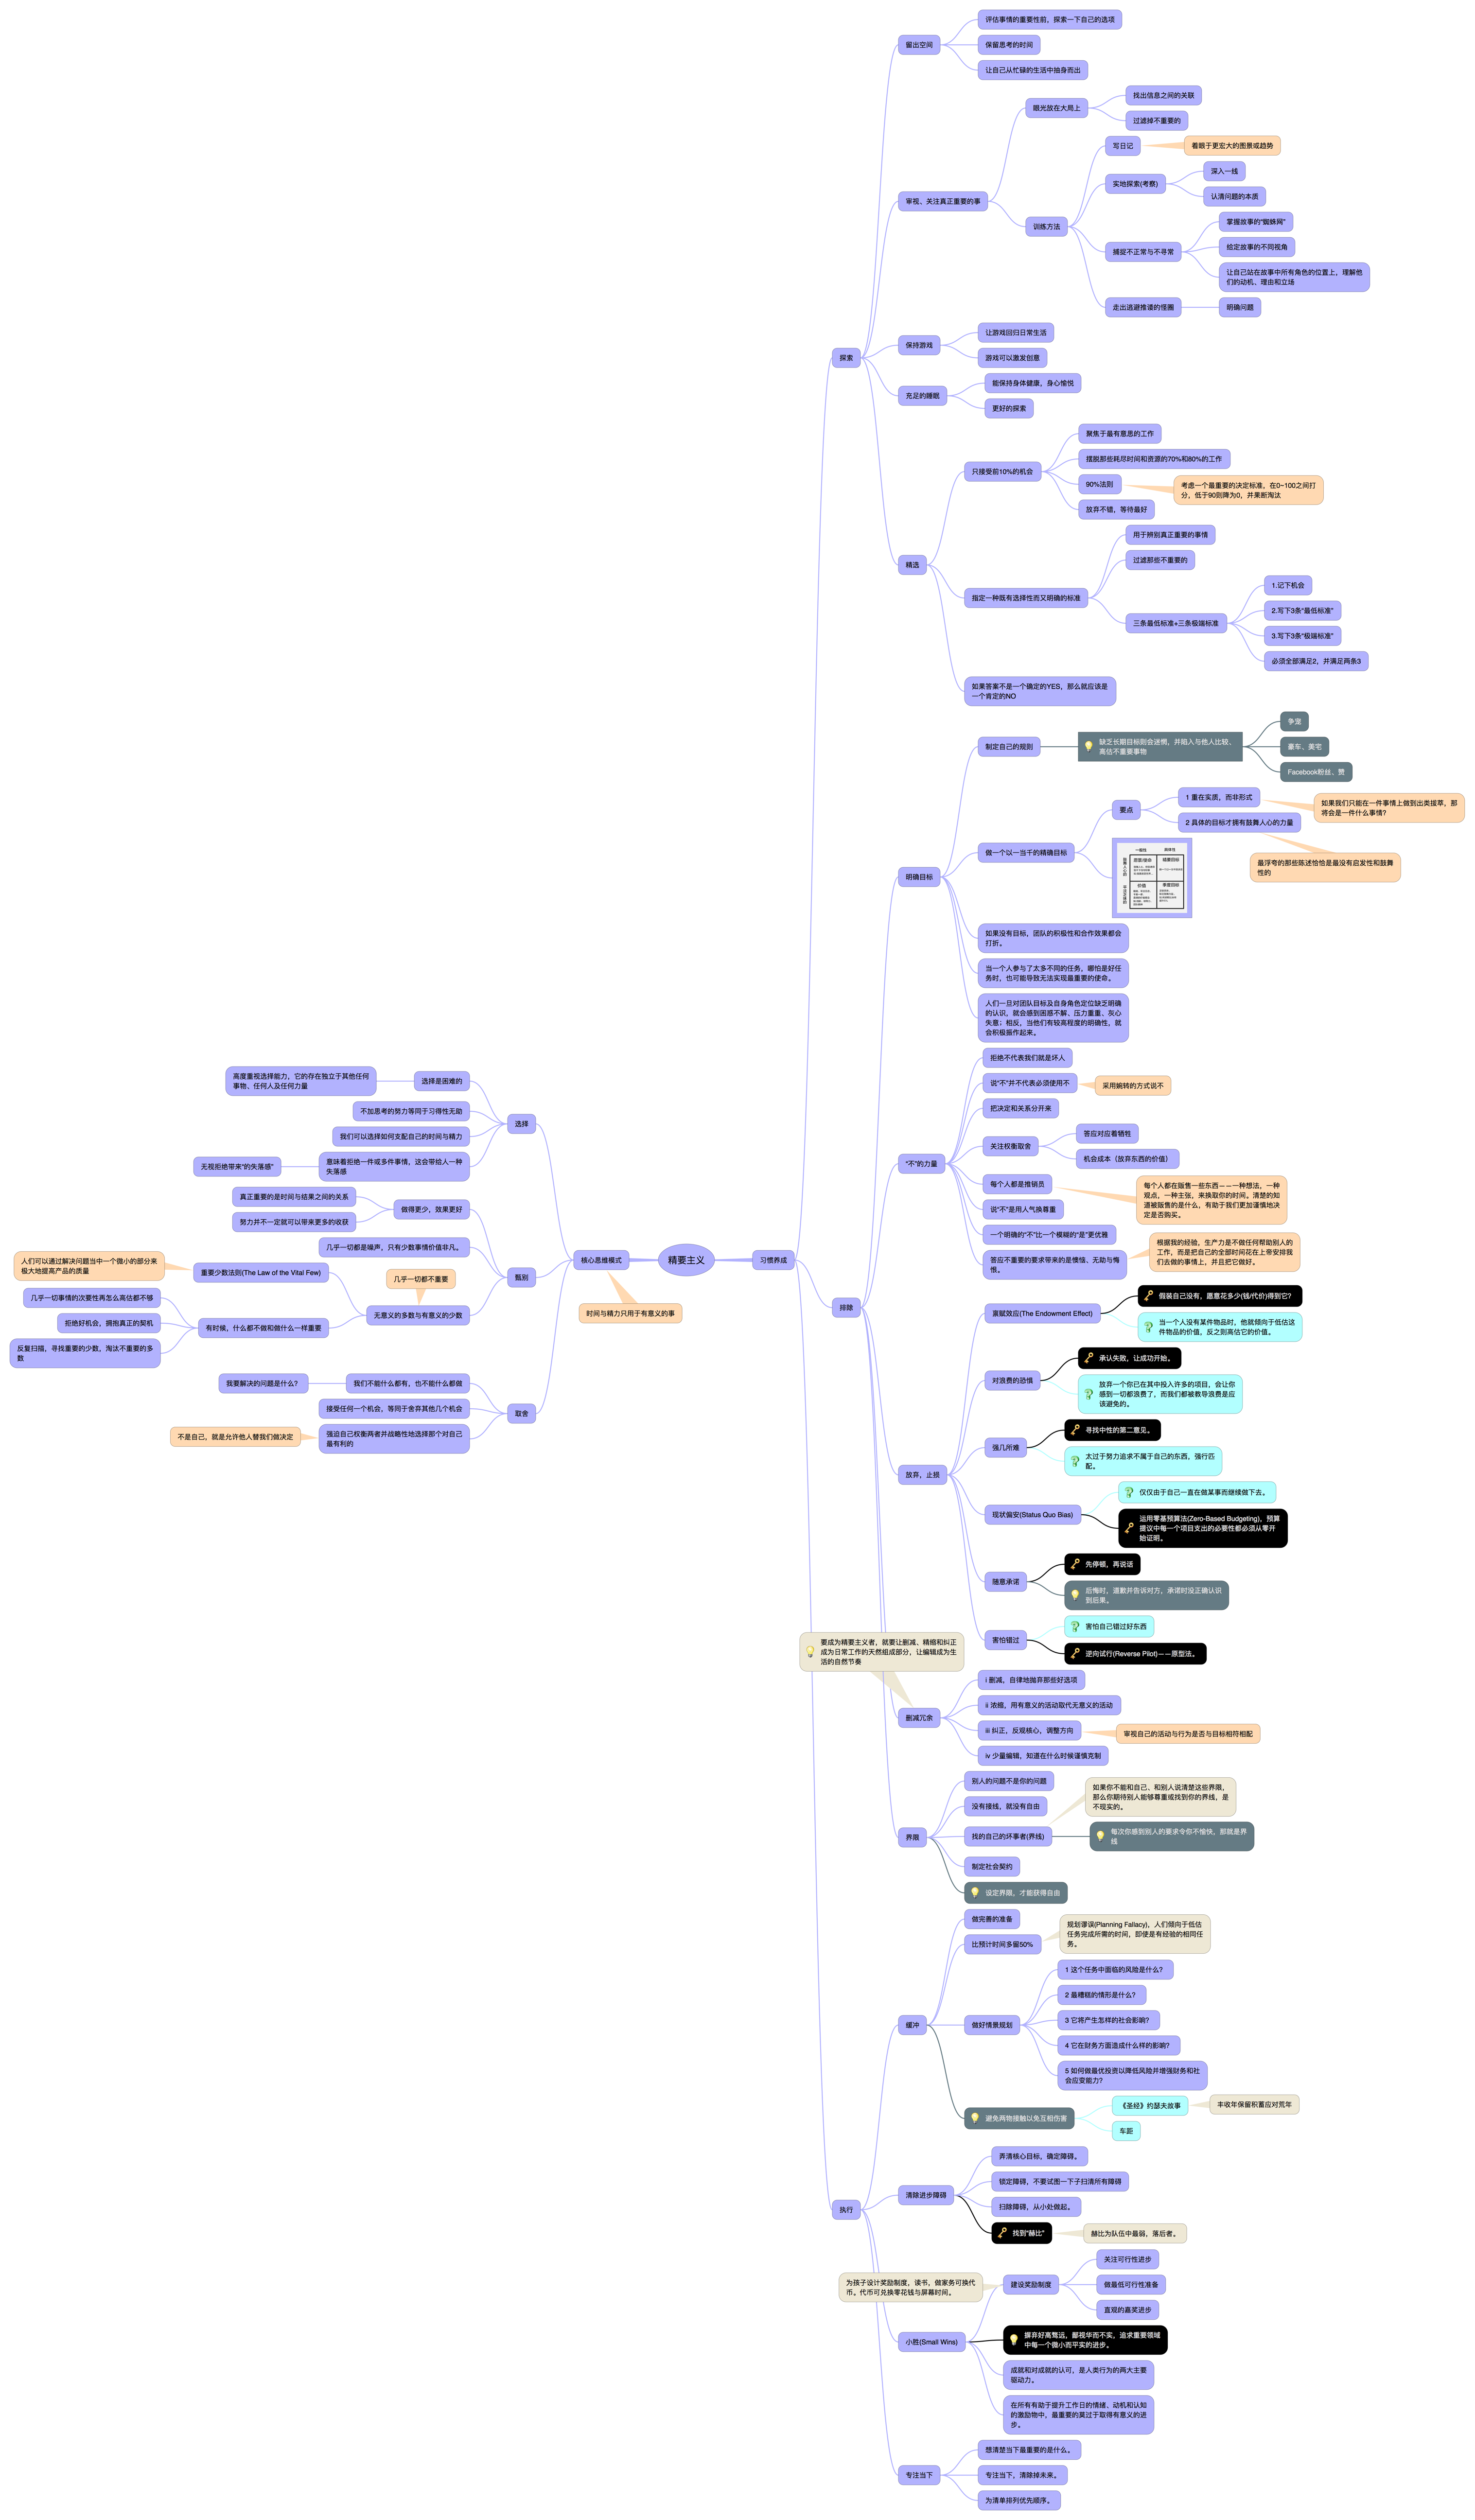 精要主义
核心思维模式
时间与精力只用于有意义的事
选择
选择是困难的
高度重视选择能力，它的存在独立于其他任何
事物、任何人及任何力量
不加思考的努力等同于习得性无助
我们可以选择如何支配自己的时间与精力
意味着拒绝一件或多件事情，这会带给人一种
失落感
无视拒绝带来“的失落感”
甄别
做得更少，效果更好
真正重要的是时间与结果之间的关系
努力并不一定就可以带来更多的收获
几乎一切都是噪声，只有少数事情价值非凡。
无意义的多数与有意义的少数
几乎一切都不重要
重要少数法则(The Law of the Vital Few)
人们可以通过解决问题当中一个微小的部分来
极大地提高产品的质量
有时候，什么都不做和做什么一样重要
几乎一切事情的次要性再怎么高估都不够
拒绝好机会，拥抱真正的契机
反复扫描，寻找重要的少数，淘汰不重要的多
数
取舍
我们不能什么都有，也不能什么都做
我要解决的问题是什么？
接受任何一个机会，等同于舍弃其他几个机会
强迫自己权衡两者并战略性地选择那个对自己
最有利的
不是自己，就是允许他人替我们做决定
习惯养成
探索
留出空间
评估事情的重要性前，探索一下自己的选项
保留思考的时间
让自己从忙碌的生活中抽身而出
审视、关注真正重要的事
眼光放在大局上
找出信息之间的关联
过滤掉不重要的
训练方法
写日记
着眼于更宏大的图景或趋势
实地探索(考察)
深入一线
认清问题的本质
捕捉不正常与不寻常
掌握故事的“蜘蛛网”
给定故事的不同视角
让自己站在故事中所有角色的位置上，理解他
们的动机、理由和立场
走出逃避推诿的怪圈
明确问题
保持游戏
让游戏回归日常生活
游戏可以激发创意
充足的睡眠
能保持身体健康，身心愉悦
更好的探索
精选
只接受前10%的机会
聚焦于最有意思的工作
摆脱那些耗尽时间和资源的70%和80%的工作
90%法则
考虑一个最重要的决定标准，在0~100之间打
分，低于90则降为0，并果断淘汰
放弃不错，等待最好
指定一种既有选择性而又明确的标准
用于辨别真正重要的事情
过滤那些不重要的
三条最低标准+三条极端标准
1.记下机会
2.写下3条“最低标准”
3.写下3条“极端标准”
必须全部满足2，并满足两条3
如果答案不是一个确定的YES，那么就应该是
一个肯定的NO
排除
明确目标
制定自己的规则
缺乏长期目标则会迷惘，并陷入与他人比较、
高估不重要事物
争宠
豪车、美宅
Facebook粉丝、赞
做一个以一当千的精确目标
要点
1 重在实质，而非形式
如果我们只能在一件事情上做到出类拔萃，那
将会是一件什么事情？
2 具体的目标才拥有鼓舞人心的力量
最浮夸的那些陈述恰恰是最没有启发性和鼓舞
性的
一般性
具体性
愿景/使命
精要目标
价值
季度目标
如果没有目标，团队的积极性和合作效果都会
打折。
当一个人参与了太多不同的任务，哪怕是好任
务时，也可能导致无法实现最重要的使命。
人们一旦对团队目标及自身角色定位缺乏明确
的认识，就会感到困惑不解、压力重重、灰心
失意；相反，当他们有较高程度的明确性，就
会积极振作起来。
“不”的力量
拒绝不代表我们就是坏人
说“不”并不代表必须使用不
采用婉转的方式说不
把决定和关系分开来
关注权衡取舍
答应对应着牺牲
机会成本（放弃东西的价值）
每个人都是推销员
每个人都在贩售一些东西——一种想法，一种
观点，一种主张，来换取你的时间。清楚的知
道被贩售的是什么，有助于我们更加谨慎地决
定是否购买。
说“不”是用人气换尊重
一个明确的“不”比一个模糊的“是”更优雅
答应不重要的要求带来的是懊恼、无助与悔
恨。
根据我的经验，生产力是不做任何帮助别人的
工作，而是把自己的全部时间花在上帝安排我
们去做的事情上，并且把它做好。
放弃，止损
禀赋效应(The Endowment Effect)
假装自己没有，愿意花多少(钱/代价)得到它？
当一个人没有某件物品时，他就倾向于低估这
件物品的价值，反之则高估它的价值。
对浪费的恐惧
承认失败，让成功开始。
放弃一个你已在其中投入许多的项目，会让你
感到一切都浪费了，而我们都被教导浪费是应
该避免的。
强几所难
寻找中性的第二意见。
太过于努力追求不属于自己的东西，强行匹
配。
现状偏安(Status Quo Bias)
仅仅由于自己一直在做某事而继续做下去。
运用零基预算法(Zero-Based Budgeting)，预算
提议中每一个项目支出的必要性都必须从零开
始证明。
随意承诺
先停顿，再说话
后悔时，道歉并告诉对方，承诺时没正确认识
到后果。
害怕错过
害怕自己错过好东西
逆向试行(Reverse Pilot)——原型法。
删减冗余
要成为精要主义者，就要让删减、精缩和纠正
成为日常工作的天然组成部分，让编辑成为生
活的自然节奏
i 删减，自律地抛弃那些好选项
ii 浓缩，用有意义的活动取代无意义的活动
iii 纠正，反观核心，调整方向
审视自己的活动与行为是否与目标相符相配
iv 少量编辑，知道在什么时候谨慎克制
界限
别人的问题不是你的问题
没有接线，就没有自由
找的自己的坏事者(界线)
如果你不能和自己、和别人说清楚这些界限，
那么你期待别人能够尊重或找到你的界线，是
不现实的。
每次你感到别人的要求令你不愉快，那就是界
线
制定社会契约
设定界限，才能获得自由
执行
缓冲
做完善的准备
比预计时间多留50%
规划谬误(Planning Fallacy)，人们倾向于低估
任务完成所需的时间，即使是有经验的相同任
务。
做好情景规划
1 这个任务中面临的风险是什么？
2 最糟糕的情形是什么？
3 它将产生怎样的社会影响？
4 它在财务方面造成什么样的影响？
5 如何做最优投资以降低风险并增强财务和社
会应变能力？
避免两物接触以免互相伤害
《圣经》约瑟夫故事
丰收年保留积蓄应对荒年
车距
清除进步障碍
弄清核心目标，确定障碍。
锁定障碍，不要试图一下子扫清所有障碍
扫除障碍，从小处做起。
找到“赫比”
赫比为队伍中最弱，落后者。
小胜(Small Wins)
建设奖励制度
为孩子设计奖励制度，读书，做家务可换代
币。代币可兑换零花钱与屏幕时间。
关注可行性进步
做最低可行性准备
直观的嘉奖进步
摒弃好高骛远，鄙视华而不实，追求重要领域
中每一个微小而平实的进步。
成就和对成就的认可，是人类行为的两大主要
驱动力。
在所有有助于提升工作日的情绪、动机和认知
的激励物中，最重要的莫过于取得有意义的进
步。
专注当下
想清楚当下最重要的是什么。
专注当下，清除掉未来。
为清单排列优先顺序。